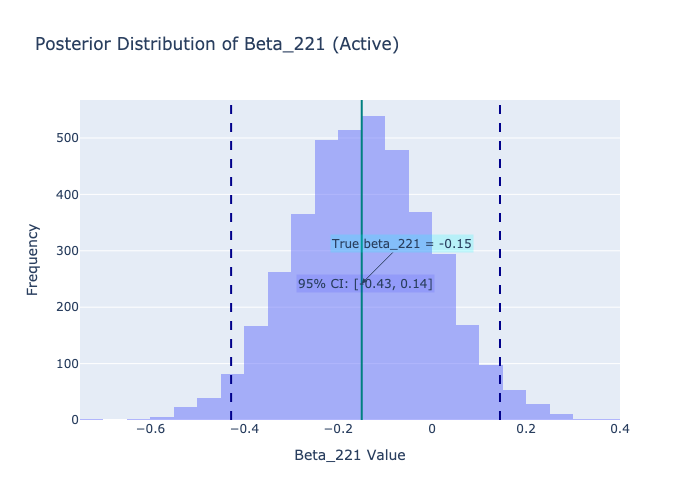 Posterior Distribution of Beta_221 (Active)
500
400
300
200
100
0
Frequency
True beta_221 = -0.15
95% CI: [-0.43, 0.14]
−0.6
−0.4
−0.2
0
0.2
0.4
Beta_221 Value